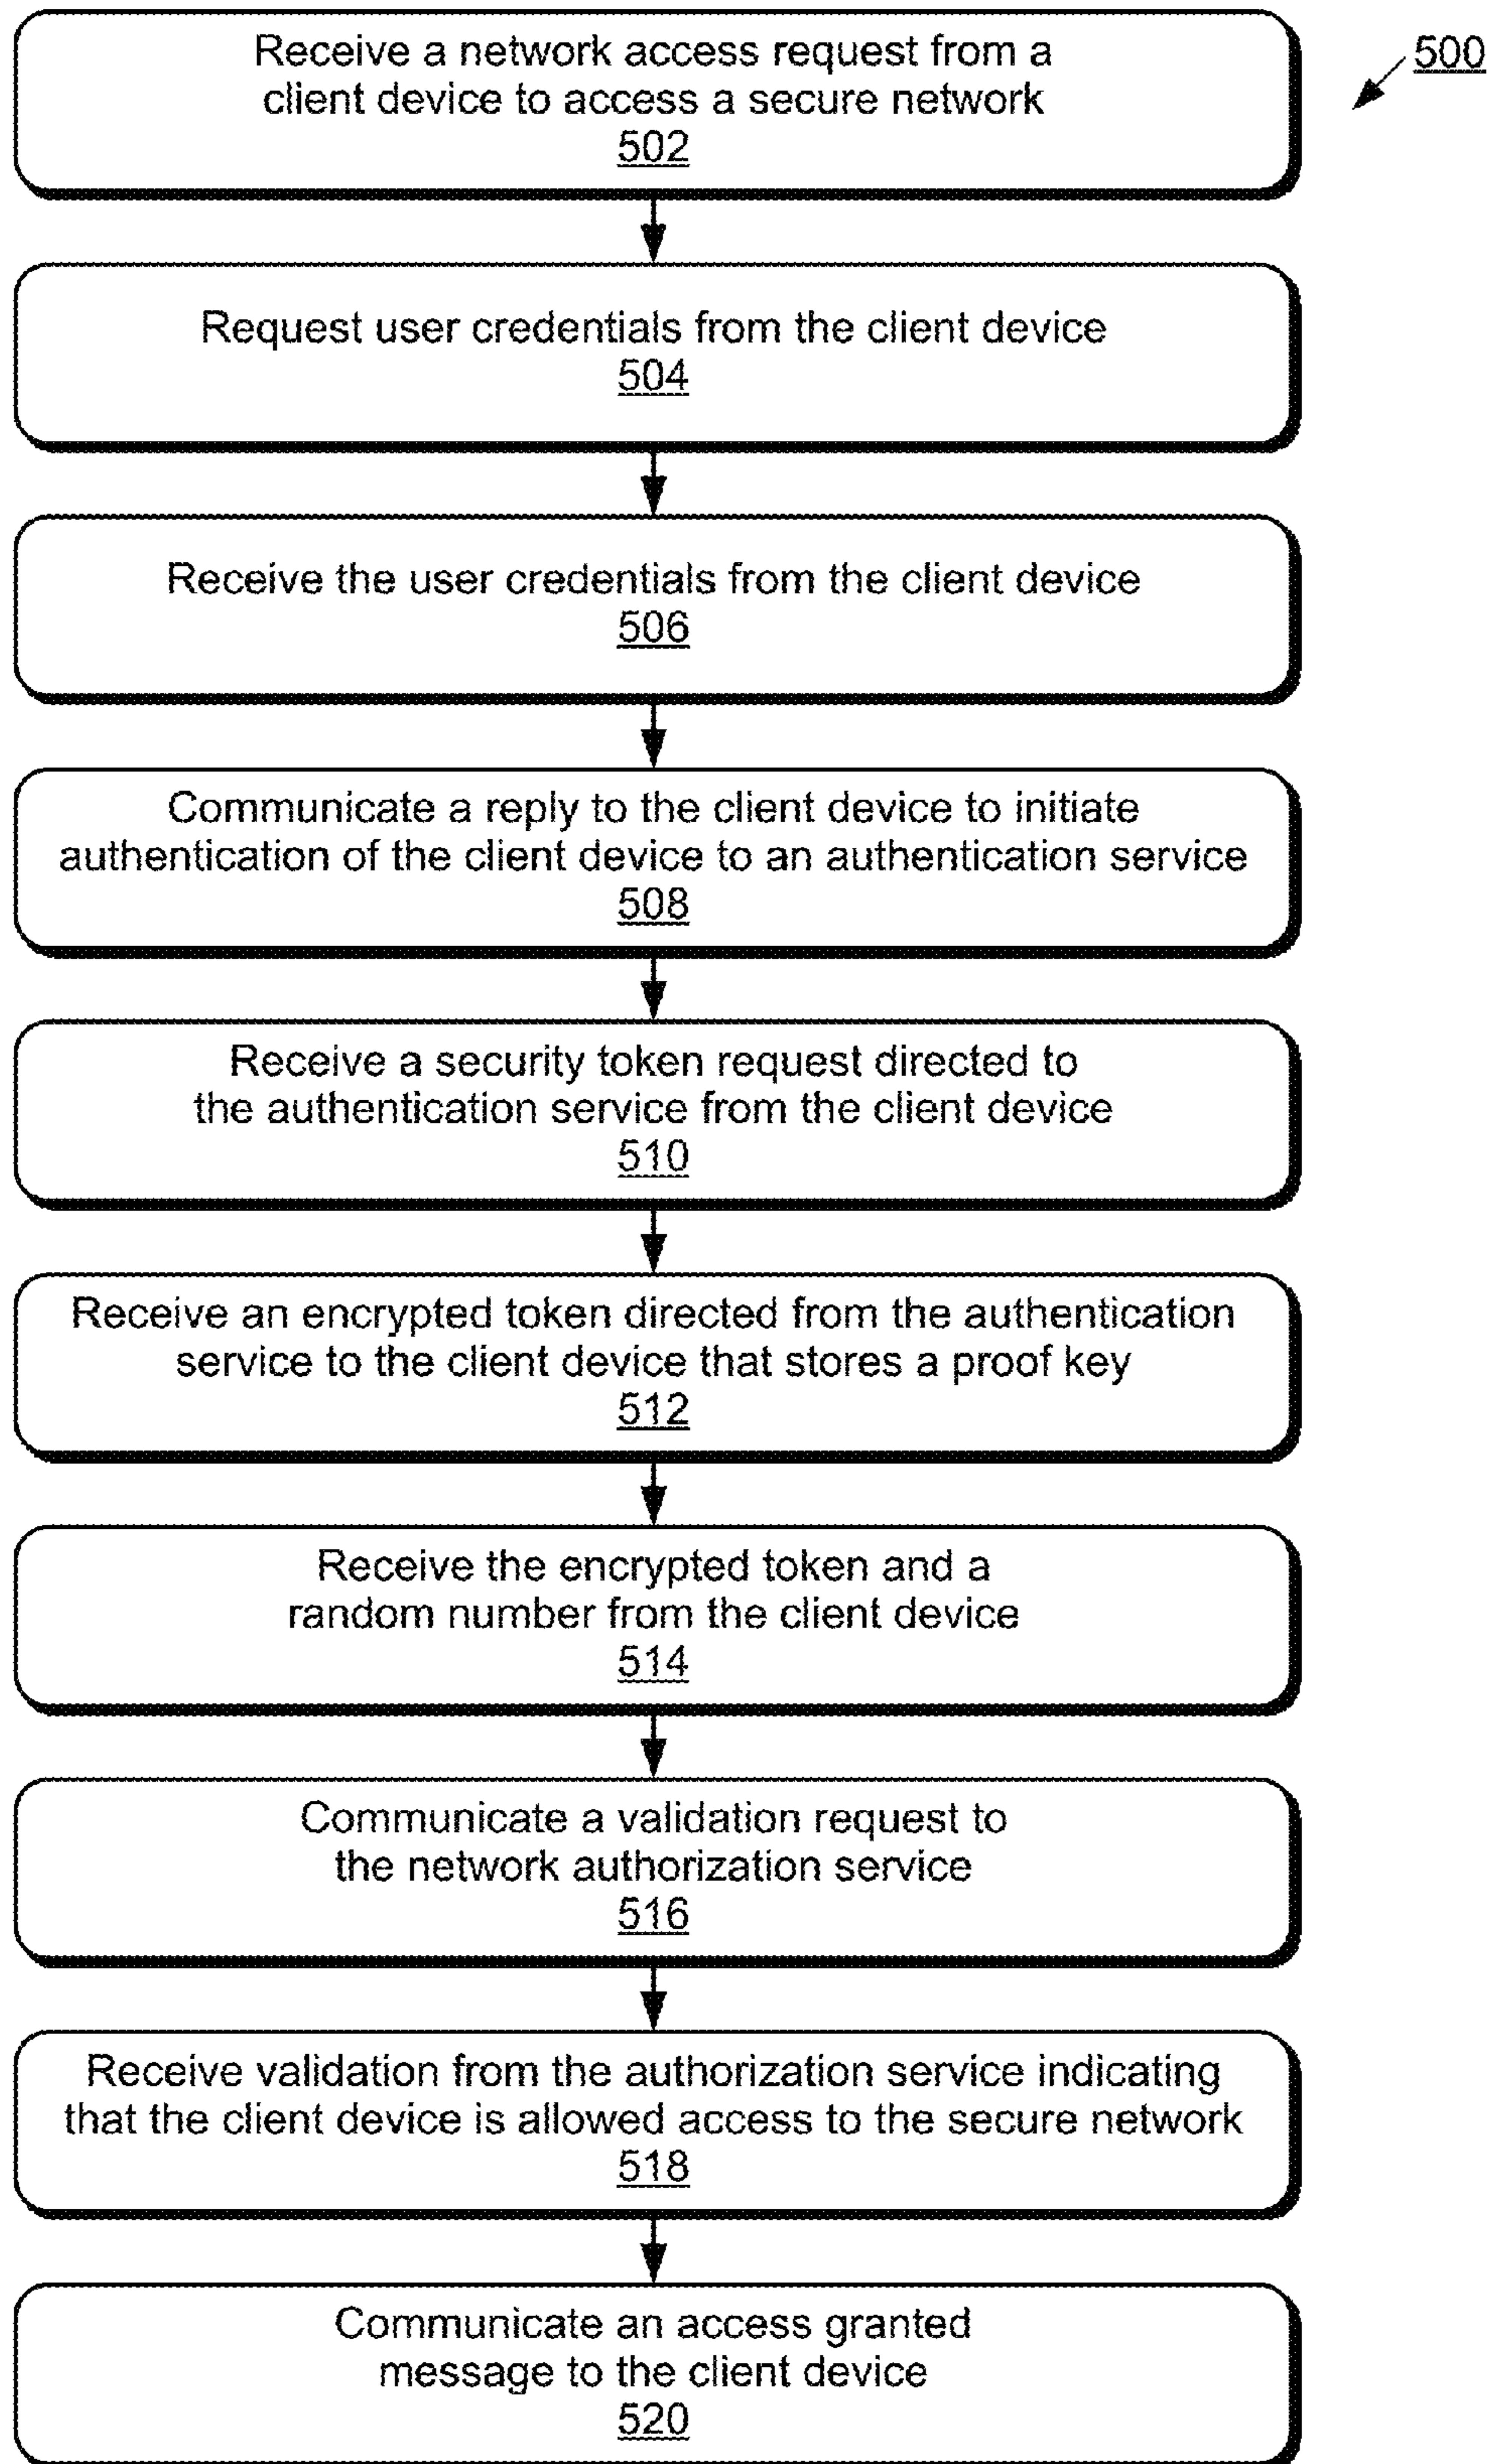 Receive a network access request from a
client device to access a secure network
502
500
Request user credentials from the client device
504
Receive the user credentials from the client device
506
Communicate a reply to the client device to initiate
authentication of the client device to an authentication service
508
Receive a security token request directed to
the authentication service from the client device
510
Receive an encrypted token directed from the authentication
service to the client device that stores a proof key
512
Receive the encrypted token and a
random number from the client device
514
Communicate a validation request to
the network authorization service
516
Receive validation from the authorization service indicating
that the client device is allowed access to the secure network
518
Communicate an access granted
message to the client device
520